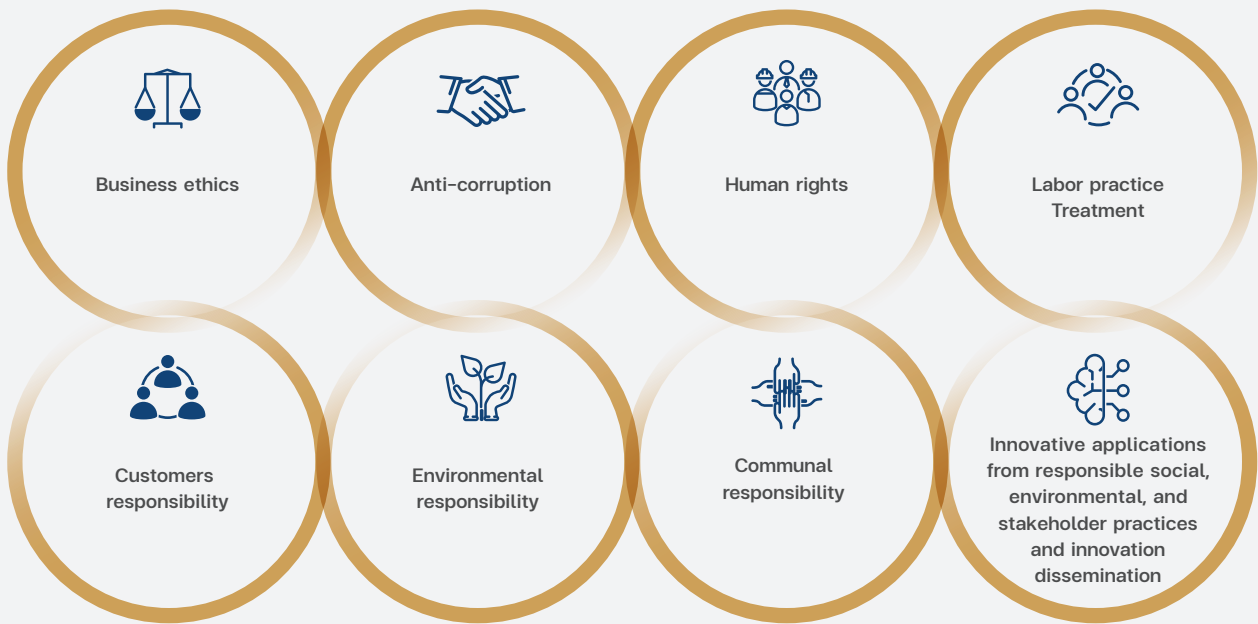 Business ethics
Anti-corruption
Human rights
Labor practice
Treatment
Customers
responsibility
Environmental
responsibility
Communal
responsibility
Innovative applications
from responsible social,
environmental, and
stakeholder practices
and innovation
dissemination